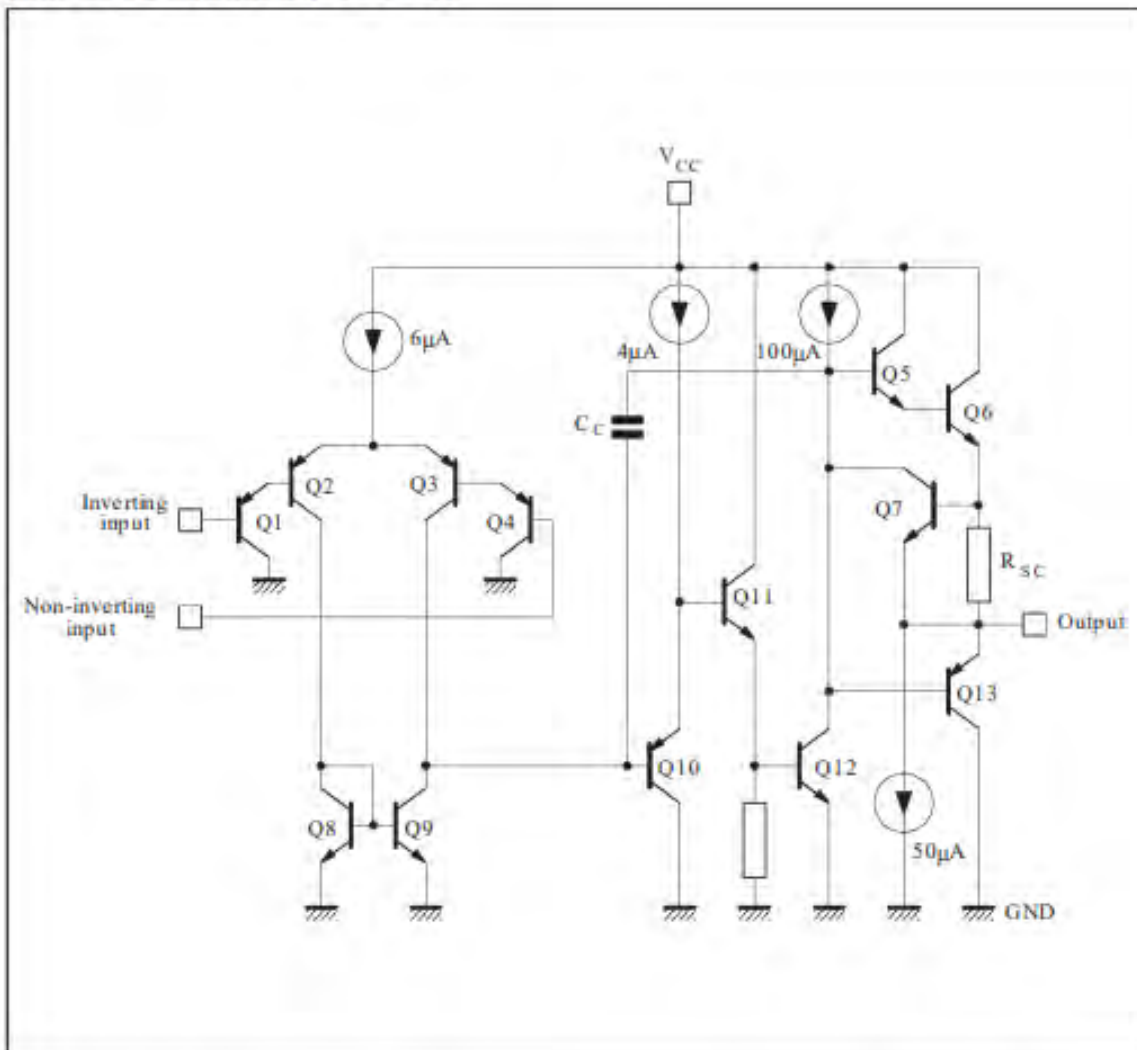 VCC
6μA
4μA
100μA
Q5
Q6
CC
Q2
Q3
Inverting
input
Q1
Q4
Q7
RSC
Non-inverting
input
Q11
Output
Q13
Q10
Q12
Q8
Q9
50μA
GND